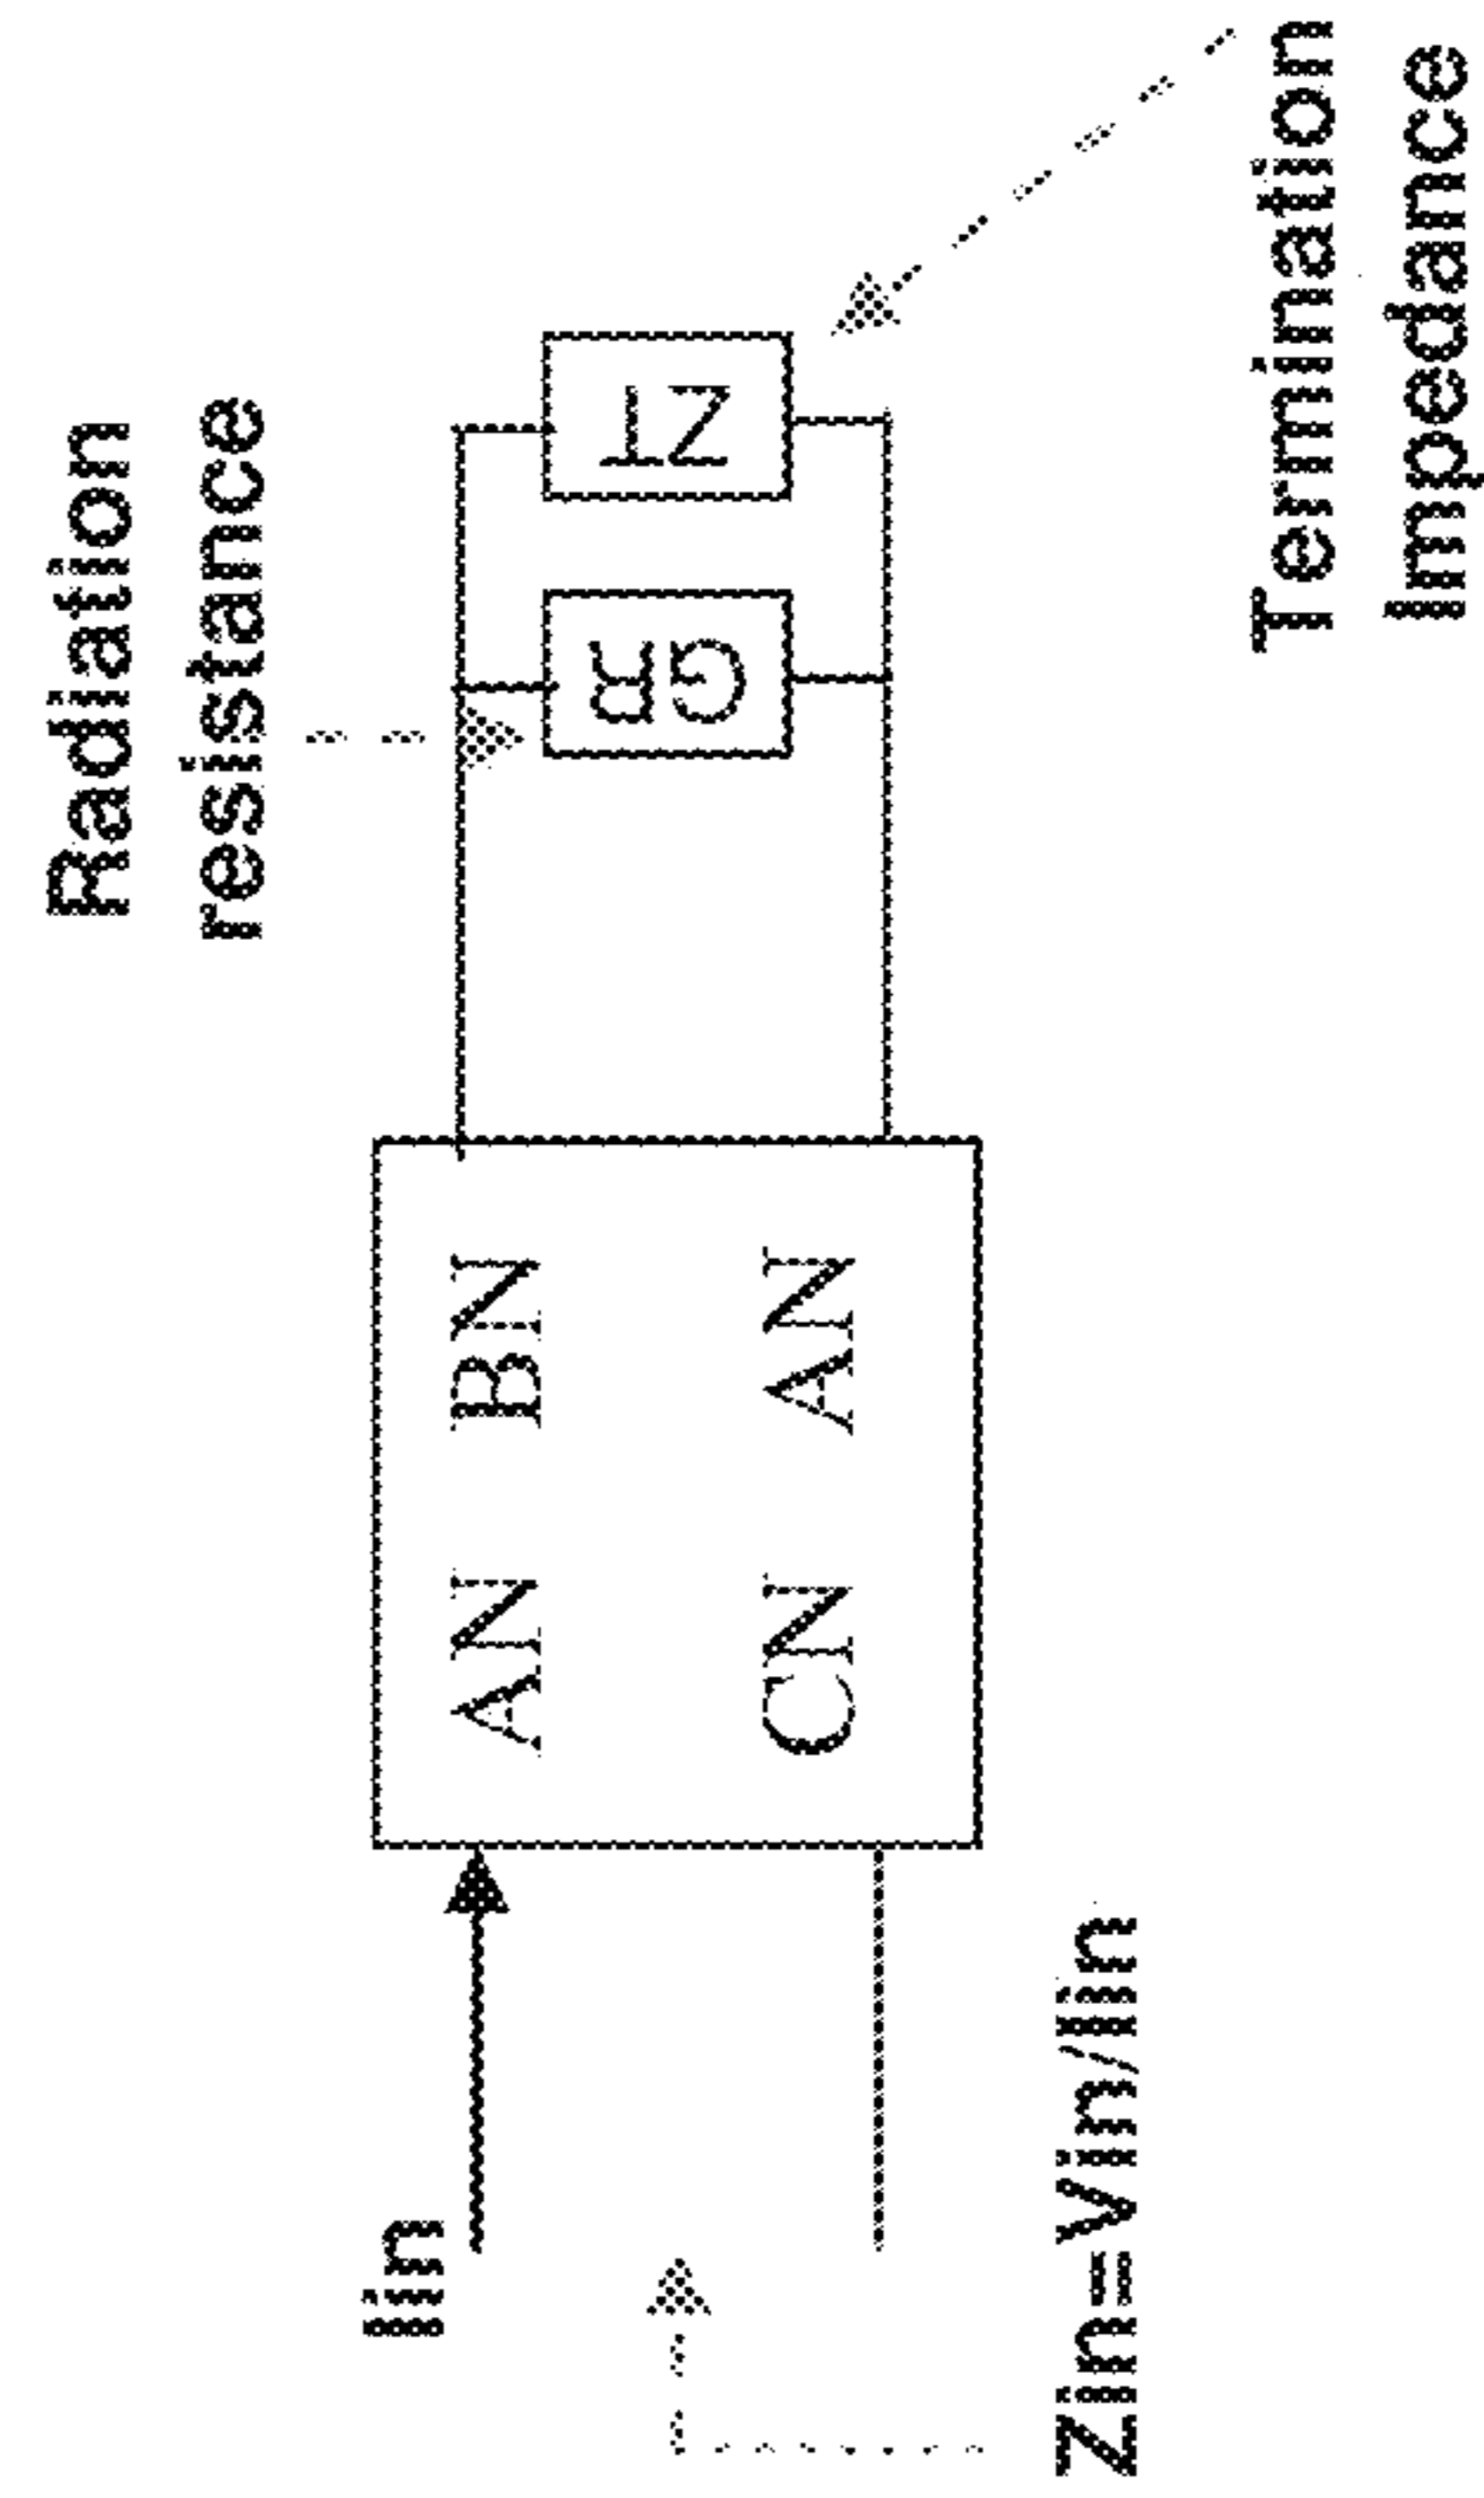 Radiation
resistance
Iin
AN BN
CN AN
GR
ZT
Zin=Vin/Iin
Termination
Impedance